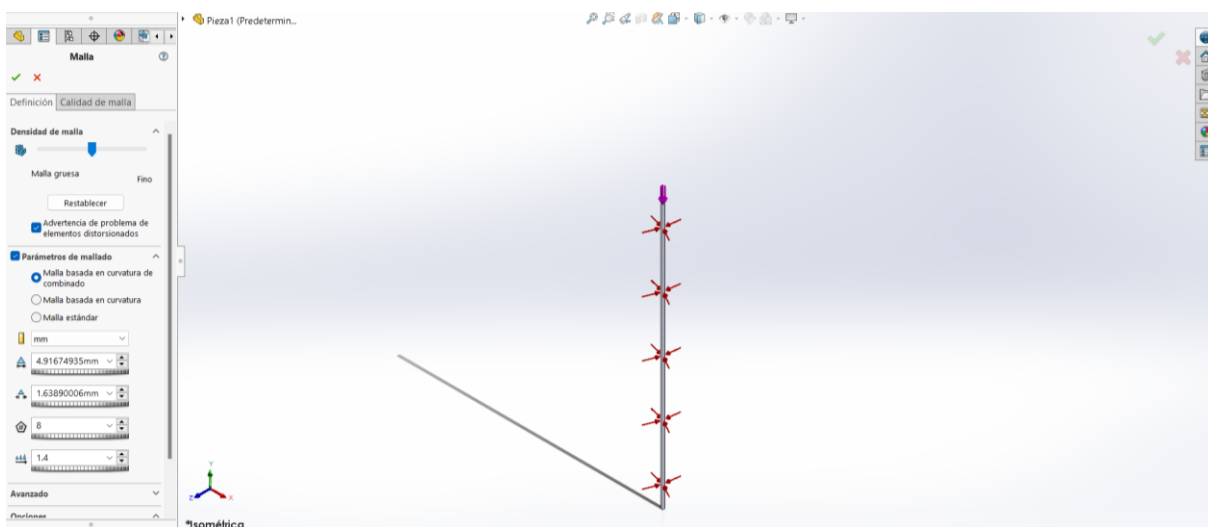 Pieza1 (Predetermin...
Malla
Definición
Calidad de malla
Densidad de malla
Malla gruesa
Fino
Restablecer
Advertencia de problema de
elementos distorsionados
Parámetros de mallado
Malla basada en curvatura de
combinado
Malla basada en curvatura
Malla estándar
mm
4.91674935mm
1.63890006mm
8
1.4
Avanzado
Opciones
Y
Z
X
*Isométrica